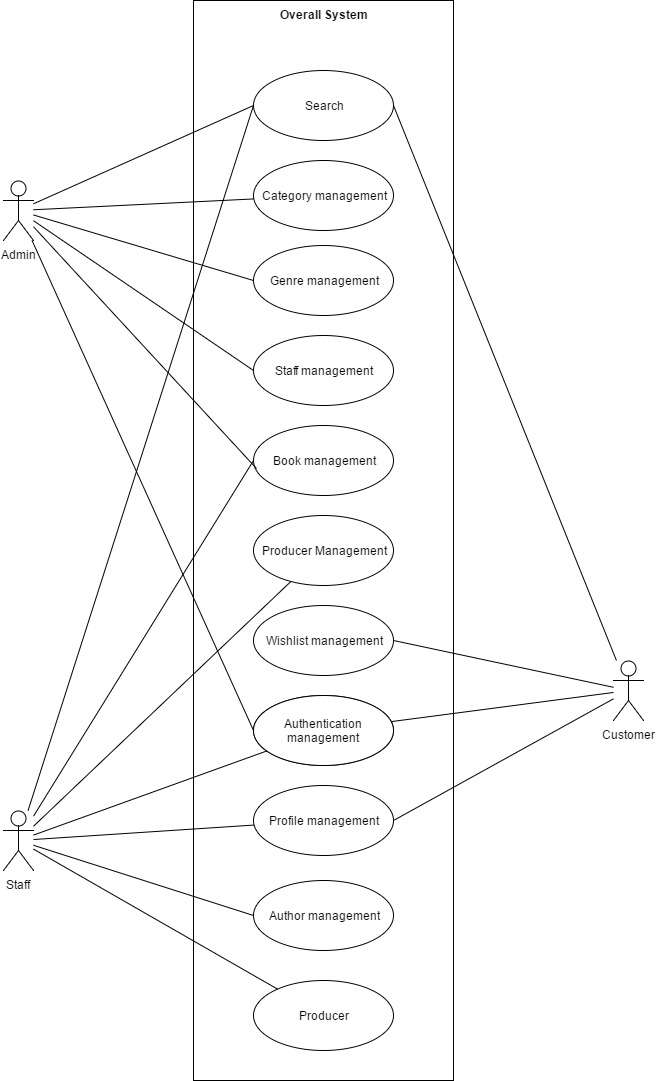 Overall System
Search
Category management
Admin
Genre management
Staff management
Book management
Producer Management
Wishlist management
Authentication
management
Customer
Profile management
Staff
Author management
Producer